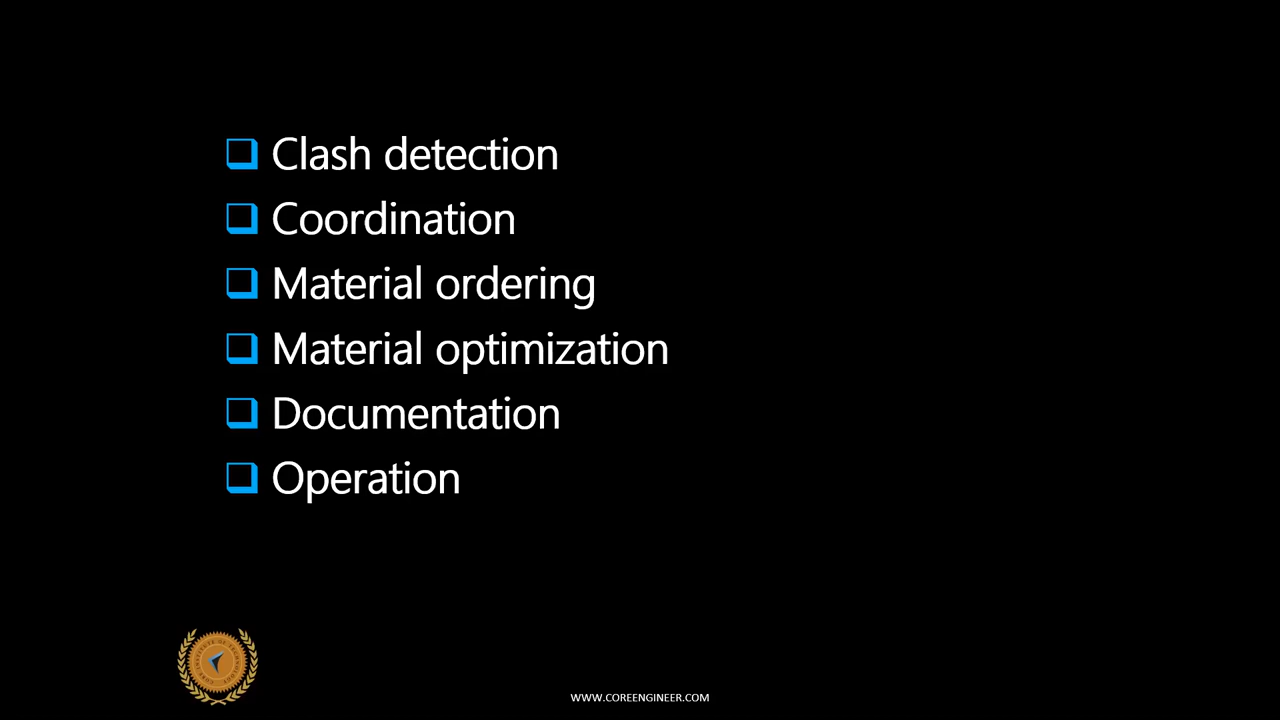 Clash detection
Coordination
Material ordering
Material optimization
Documentation
Operation
WWW.COREENGINEER.COM